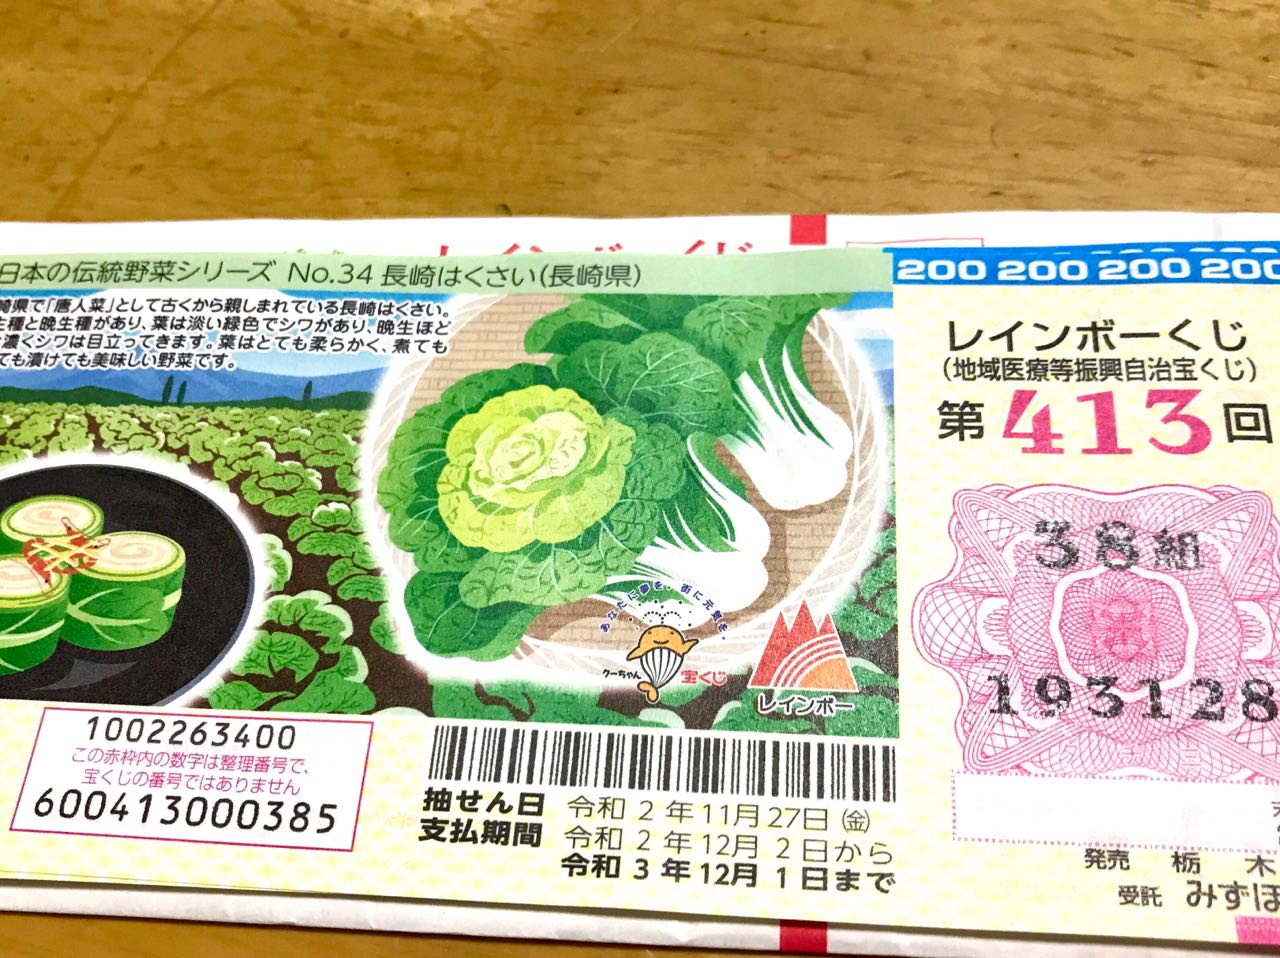 日本の伝統野菜シリーズ No.34 長崎はくさい(長崎県)
崎県で「唐人菜」として古くから親しまれている長崎はくさい。
生種と晩生種があり、葉は淡い緑色でシワがあり、晩生ほど
濃くシワは目立ってきます。葉はとても柔らかく、煮ても
ても漬けても美味しい野菜です。
あなたに夢を。街に元気を。
クーちゃん
宝くじ
レインボー
1002263400
この赤枠内の数字は整理番号で、
宝くじの番号ではありません
600413000385
抽せん日 令和 2 年 11月 27日 (金)
支払期間 令和 2 年 12月 2日から
令和 3 年 12月 1日まで
200 200 200 200
レインボーくじ
(地域医療等振興自治宝くじ)
第413回
38組
193128
発売 栃木
受託 みずほ